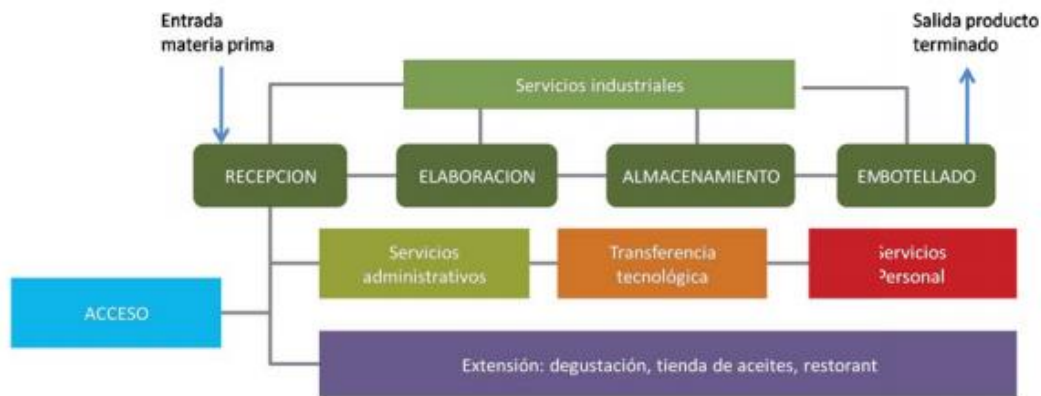 Entrada
materia prima
Salida producto
terminado
Servicios industriales
RECEPCION
ELABORACION
ALMACENAMIENTO
EMBOTELLADO
Servicios
administrativos
Transferencia
tecnológica
Servicios
Personal
ACCESO
Extensión: degustación, tienda de aceites, restorant